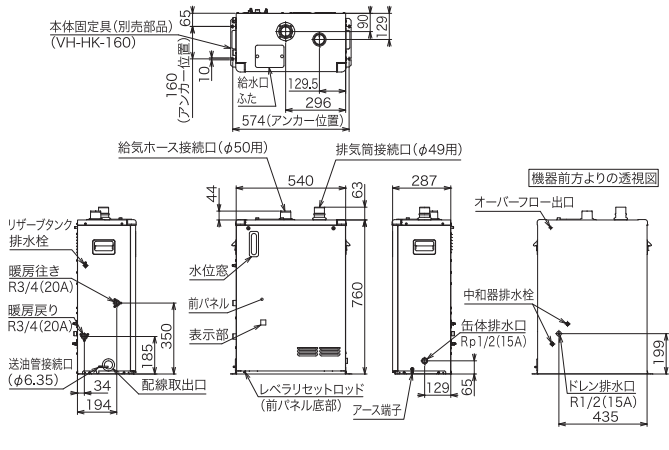 65
本体固定具(別売部品)
(VH-HK-160)
160
(アンカー位置)
10
給水口
ふた
129.5
296
574(アンカー位置)
90
129
給気ホース接続口(φ50用)
排気筒接続口(φ49用)
540
44
63
287
機器前方よりの透視図
オーバーフロー出口
リザーブタンク
排水栓
暖房往き
R3/4(20A)
暖房戻り
R3/4(20A)
送油管接続口
(φ6.35)
34
194
配線取出口
185
350
水位窓
前パネル
表示部
760
レベラリセットロッド
(前パネル底部)
缶体排水口
Rp1/2(15A)
アース端子
129
65
中和器排水栓
199
ドレン排水口
R1/2(15A)
435